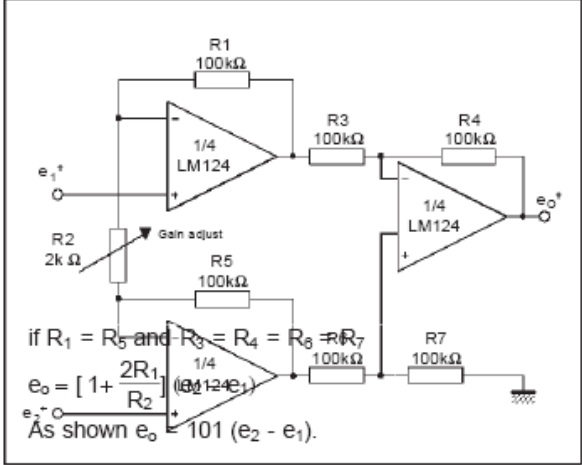 R1
100kΩ
R3
100kΩ
R4
100kΩ
1/4
LM124
e1+
1/4
LM124
eo+
R2
2k Ω
Gain adjust
R5
100kΩ
if R1 = R5 and R3 = R4 = R6 = R7
R6
100kΩ
R7
100kΩ
1/4
LM124
eo = [ 1+ 2R1/R2 ] (e2 - e1)
e2+
As shown eo = 101 (e2 - e1).